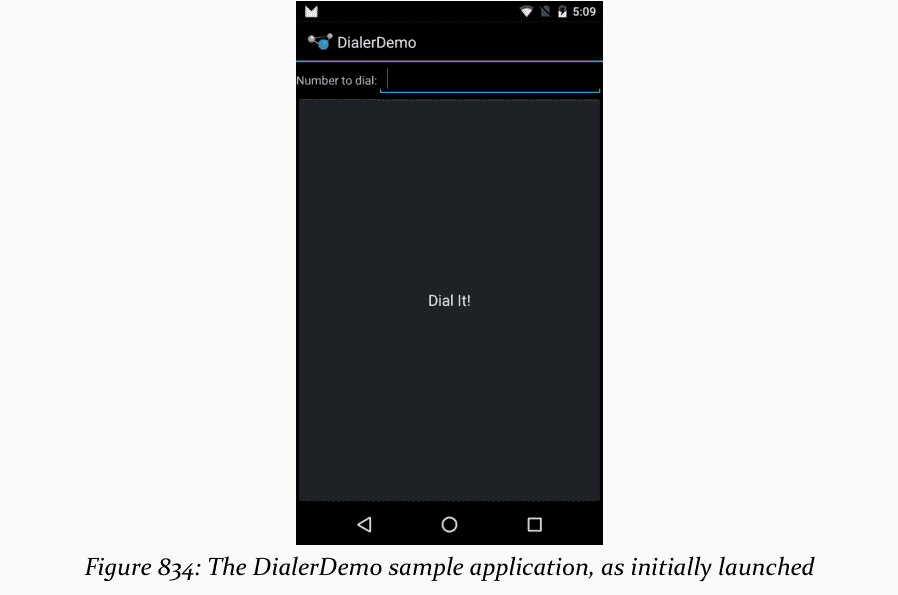 5:09
DialerDemo
Number to dial:
Dial It!
Figure 834: The DialerDemo sample application, as initially launched